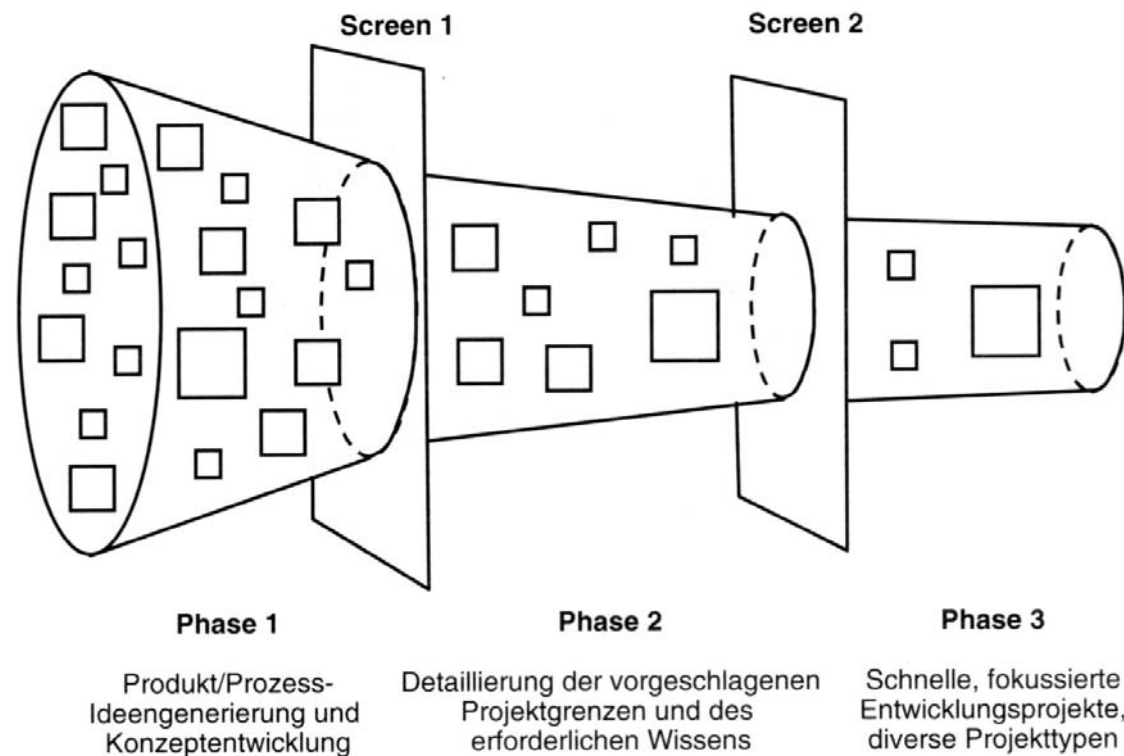 Screen 1
Screen 2
Phase 1
Phase 2
Phase 3
Produkt/Prozess-
Ideengenerierung und
Konzeptentwicklung
Detaillierung der vorgeschlagenen
Projektgrenzen und des
erforderlichen Wissens
Schnelle, fokussierte
Entwicklungsprojekte,
diverse Projekttypen